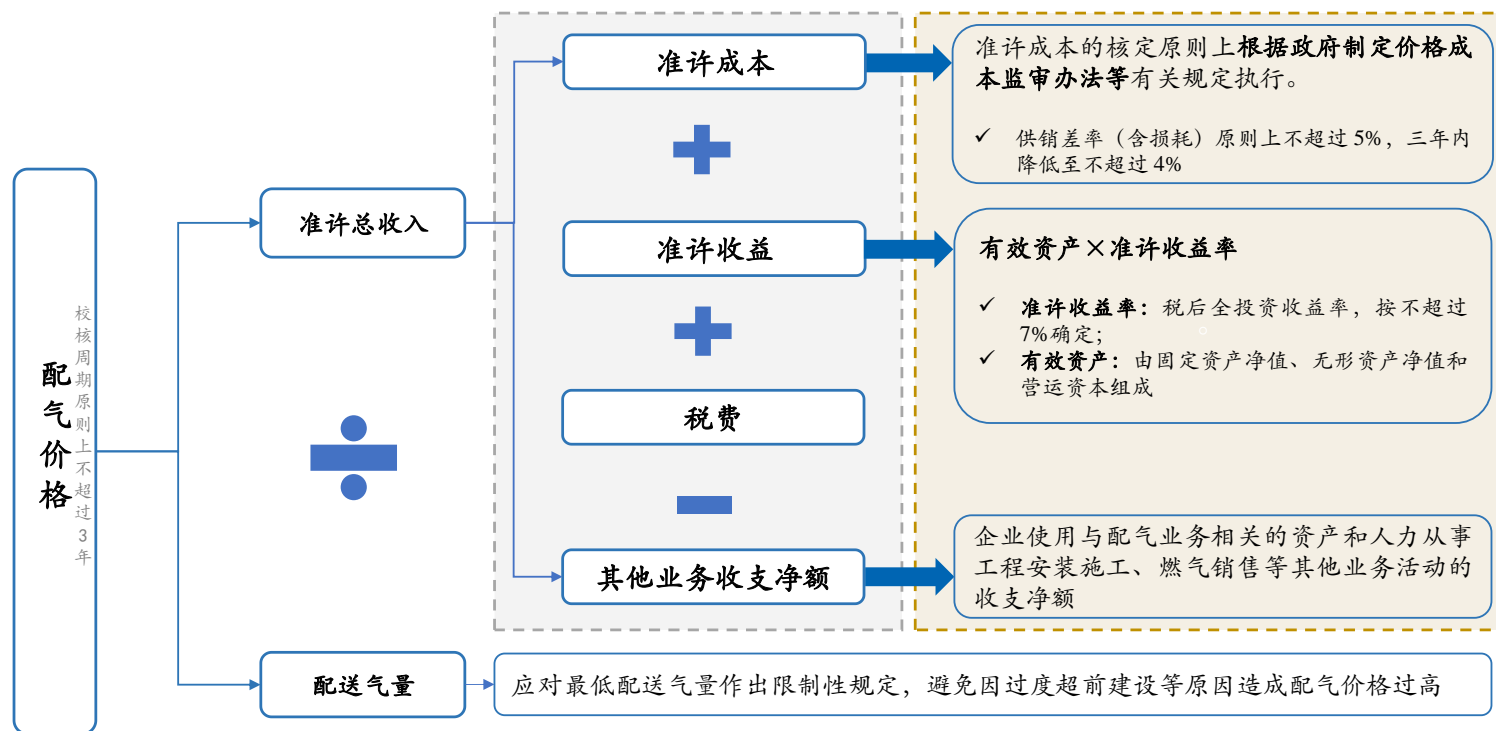 配气价格
校核周期原则上不超过3年
准许总收入
准许成本
准许成本的核定原则上根据政府制定价格成
本监审办法等有关规定执行。
✓ 供销差率（含损耗）原则上不超过5%，三年内
降低至不超过4%
准许收益
有效资产×准许收益率
✓ 准许收益率：税后全投资收益率，按不超过
7%确定；
✓ 有效资产：由固定资产净值、无形资产净值和
营运资本组成
税费
其他业务收支净额
企业使用与配气业务相关的资产和人力从事
工程安装施工、燃气销售等其他业务活动的
收支净额
配送气量
应对最低配送气量作出限制性规定，避免因过度超前建设等原因造成配气价格过高